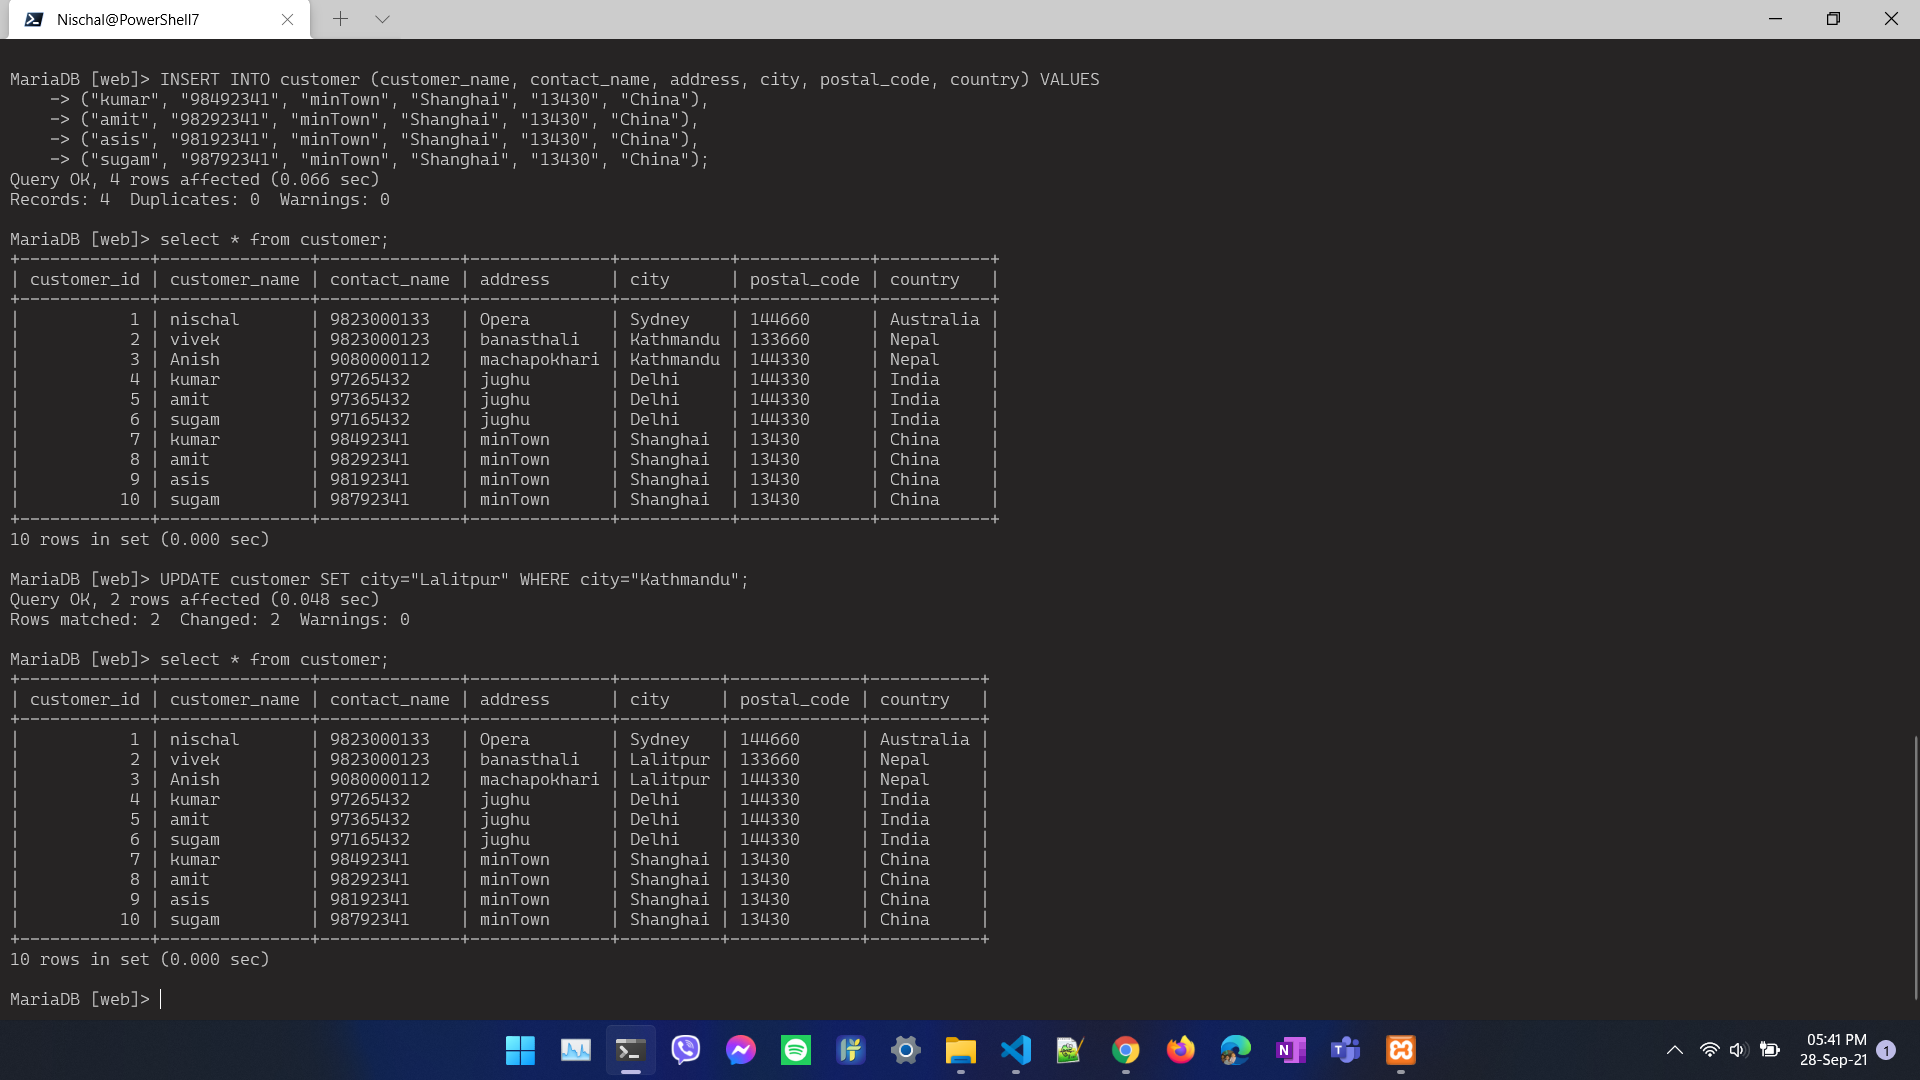 Nischal@PowerShell7
MariaDB [web]> INSERT INTO customer (customer_name, contact_name, address, city, postal_code, country) VALUES
    -> ("kumar", "98492341", "minTown", "Shanghai", "13430", "China"),
    -> ("amit", "98292341", "minTown", "Shanghai", "13430", "China"),
    -> ("asis", "98192341", "minTown", "Shanghai", "13430", "China"),
    -> ("sugam", "98792341", "minTown", "Shanghai", "13430", "China");
Query OK, 4 rows affected (0.066 sec)
Records: 4  Duplicates: 0  Warnings: 0
MariaDB [web]> select * from customer;
+-------------+---------------+--------------+--------------+-----------+-------------+-----------+
| customer_id | customer_name | contact_name | address      | city      | postal_code | country   |
+-------------+---------------+--------------+--------------+-----------+-------------+-----------+
|           1 | nischal       | 9823000133   | Opera        | Sydney    | 144660      | Australia |
|           2 | vivek         | 9823000123   | banasthali   | Kathmandu | 133660      | Nepal     |
|           3 | Anish         | 9080000112   | machapokhari | Kathmandu | 144330      | Nepal     |
|           4 | kumar         | 97265432     | jughu        | Delhi     | 144330      | India     |
|           5 | amit          | 97365432     | jughu        | Delhi     | 144330      | India     |
|           6 | sugam         | 97165432     | jughu        | Delhi     | 144330      | India     |
|           7 | kumar         | 98492341     | minTown      | Shanghai  | 13430       | China     |
|           8 | amit          | 98292341     | minTown      | Shanghai  | 13430       | China     |
|           9 | asis          | 98192341     | minTown      | Shanghai  | 13430       | China     |
|          10 | sugam         | 98792341     | minTown      | Shanghai  | 13430       | China     |
+-------------+---------------+--------------+--------------+-----------+-------------+-----------+
10 rows in set (0.000 sec)
MariaDB [web]> UPDATE customer SET city="Lalitpur" WHERE city="Kathmandu";
Query OK, 2 rows affected (0.048 sec)
Rows matched: 2  Changed: 2  Warnings: 0
MariaDB [web]> select * from customer;
+-------------+---------------+--------------+--------------+----------+-------------+-----------+
| customer_id | customer_name | contact_name | address      | city     | postal_code | country   |
+-------------+---------------+--------------+--------------+----------+-------------+-----------+
|           1 | nischal       | 9823000133   | Opera        | Sydney   | 144660      | Australia |
|           2 | vivek         | 9823000123   | banasthali   | Lalitpur | 133660      | Nepal     |
|           3 | Anish         | 9080000112   | machapokhari | Lalitpur | 144330      | Nepal     |
|           4 | kumar         | 97265432     | jughu        | Delhi    | 144330      | India     |
|           5 | amit          | 97365432     | jughu        | Delhi    | 144330      | India     |
|           6 | sugam         | 97165432     | jughu        | Delhi    | 144330      | India     |
|           7 | kumar         | 98492341     | minTown      | Shanghai | 13430       | China     |
|           8 | amit          | 98292341     | minTown      | Shanghai | 13430       | China     |
|           9 | asis          | 98192341     | minTown      | Shanghai | 13430       | China     |
|          10 | sugam         | 98792341     | minTown      | Shanghai | 13430       | China     |
+-------------+---------------+--------------+--------------+----------+-------------+-----------+
10 rows in set (0.000 sec)
MariaDB [web]>
05:41 PM
28-Sep-21
1